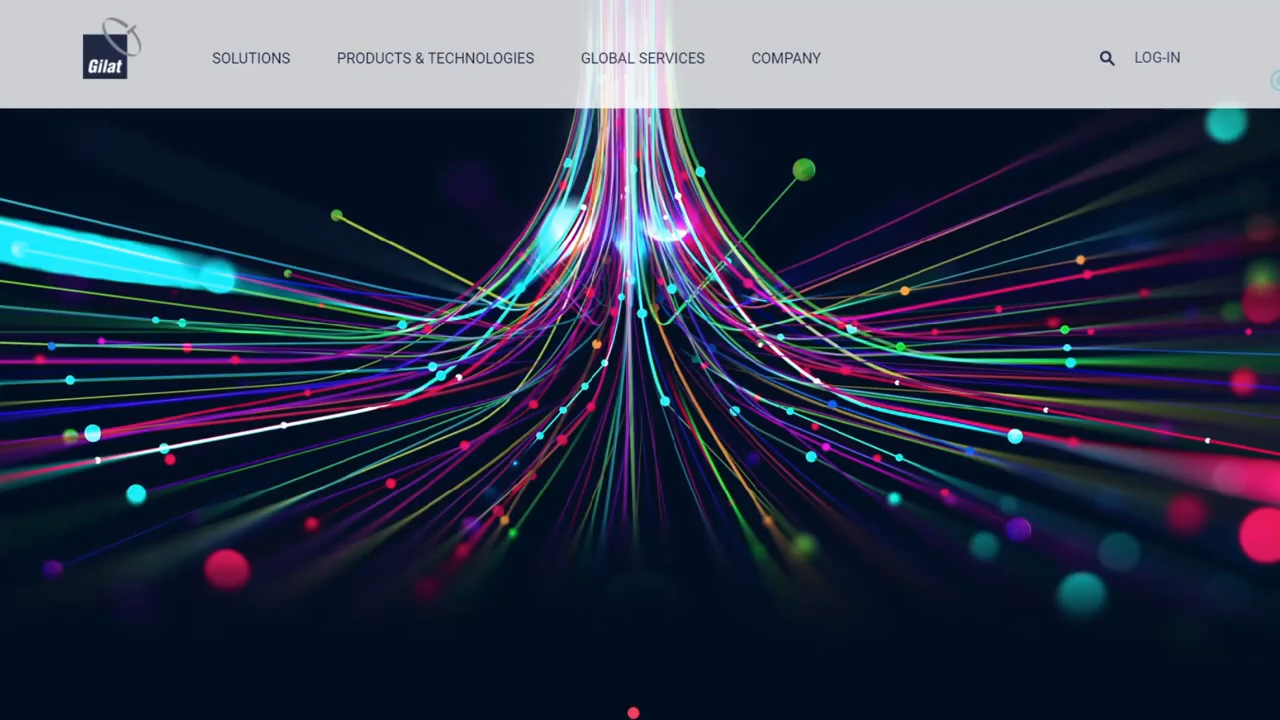 Gilat
SOLUTIONS
PRODUCTS & TECHNOLOGIES
GLOBAL SERVICES
COMPANY
LOG-IN